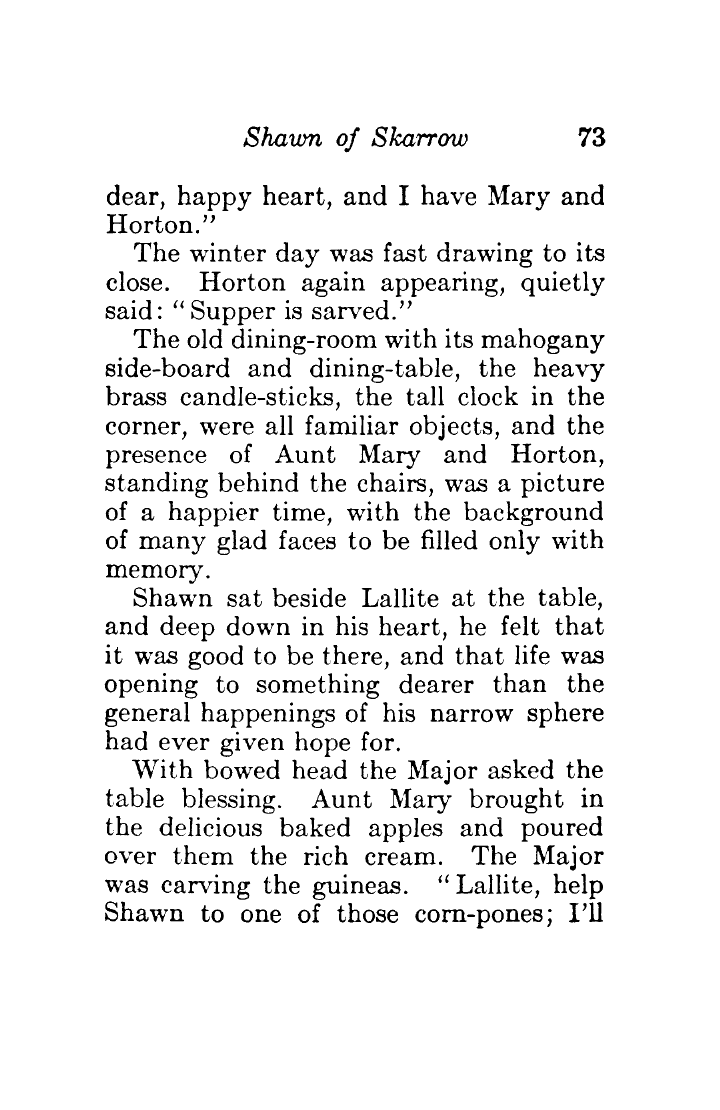 Shawn of Skarrow 73
dear, happy heart, and I have Mary and
Horton.”
The winter day was fast drawing to its
close. Horton again appearing, quietly
said: “Supper is sarved.”
The old dining-room with its mahogany
side-board and dining-table, the heavy
brass candle-sticks, the tall clock in the
corner, were all familiar objects, and the
presence of Aunt Mary and Horton,
standing behind the chairs, was a picture
of a happier time, with the background
of many glad faces to be filled only with
memory.
Shawn sat beside Lallite at the table,
and deep down in his heart, he felt that
it was good to be there, and that life was
opening to something dearer than the
general happenings of his narrow sphere
had ever given hope for.
With bowed head the Major asked the
table blessing. Aunt Mary brought in
the delicious baked apples and poured
over them the rich cream. The Major
was carving the guineas. “Lallite, help
Shawn to one of those corn-pones; I’ll